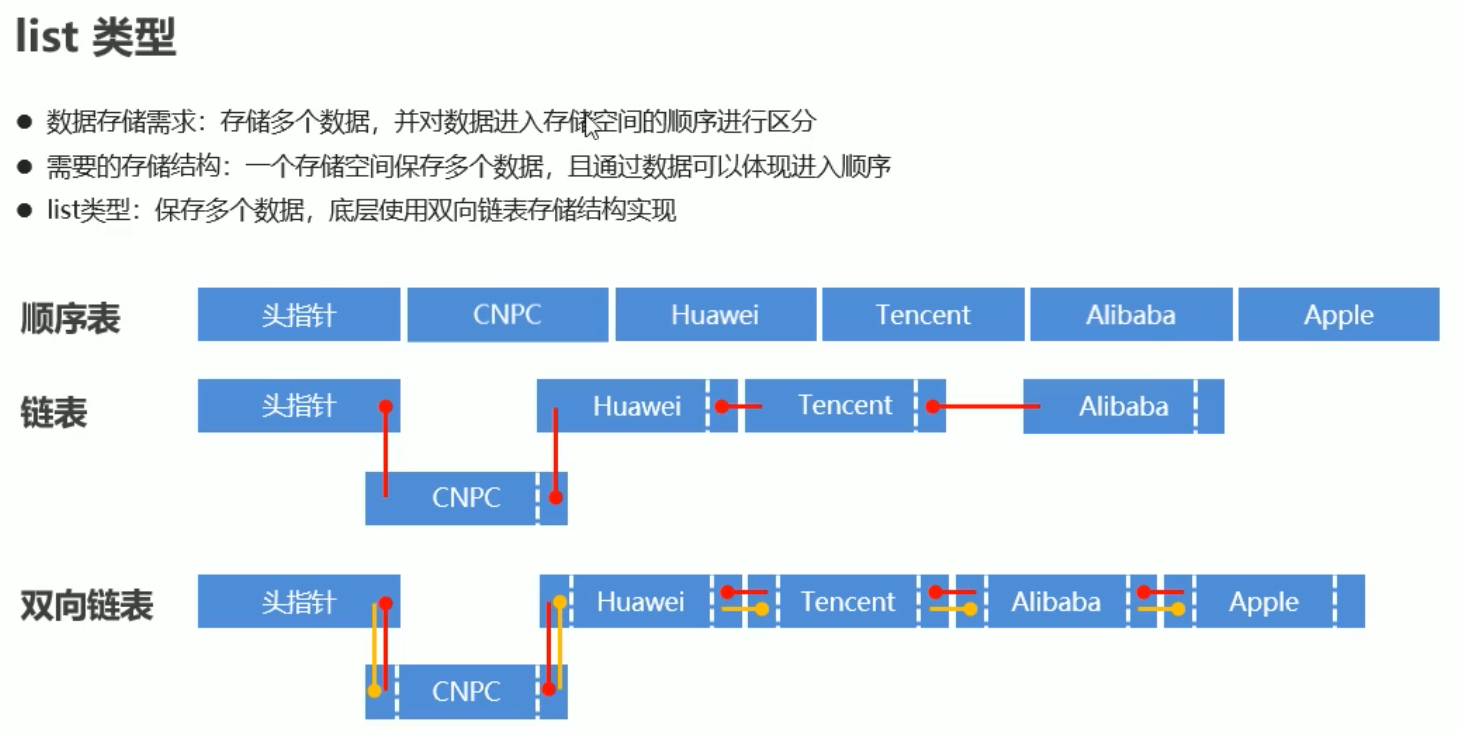 list 类型
● 数据存储需求：存储多个数据，并对数据进入存储空间的顺序进行区分
● 需要的存储结构：一个存储空间保存多个数据，且通过数据可以体现进入顺序
● list类型：保存多个数据，底层使用双向链表存储结构实现
顺序表 头指针 CNPC Huawei Tencent Alibaba Apple
链表 头指针 Huawei Tencent Alibaba
CNPC
双向链表 头指针 Huawei Tencent Alibaba Apple
CNPC